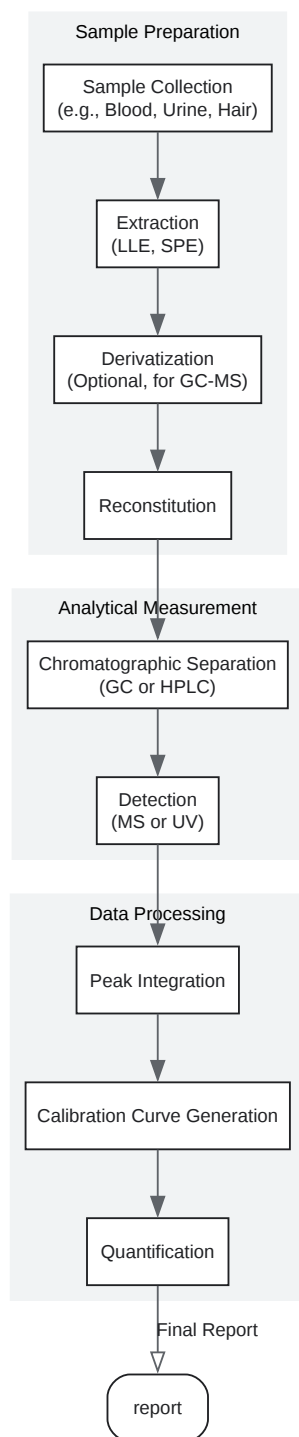 Sample Preparation
Sample Collection
(e.g., Blood, Urine, Hair)
Extraction
(LLE, SPE)
Derivatization
(Optional, for GC-MS)
Reconstitution
Analytical Measurement
Chromatographic Separation
(GC or HPLC)
Detection
(MS or UV)
Data Processing
Peak Integration
Calibration Curve Generation
Quantification
Final Report
report